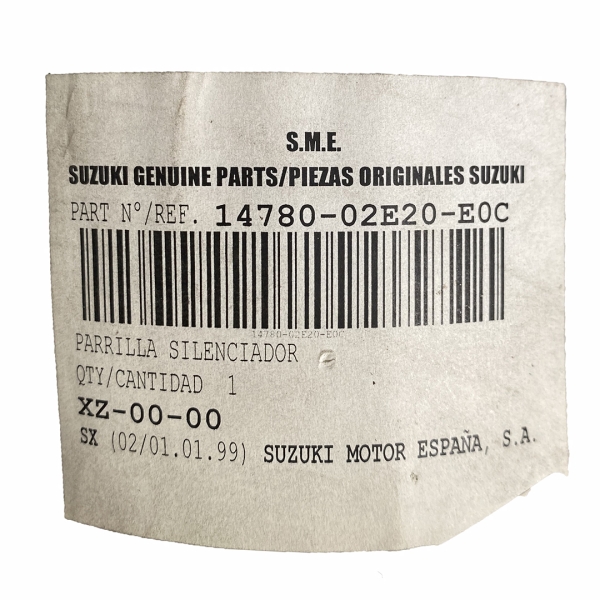 S.M.E.
SUZUKI GENUINE PARTS/PIEZAS ORIGINALES SUZUKI
PART Nº/REF. 14780-02E20-E0C
14780-02E20-E0C
PARRILLA SILENCIADOR
QTY/CANTIDAD 1
XZ-00-00
SX (02/01.01.99) SUZUKI MOTOR ESPAÑA, S.A.